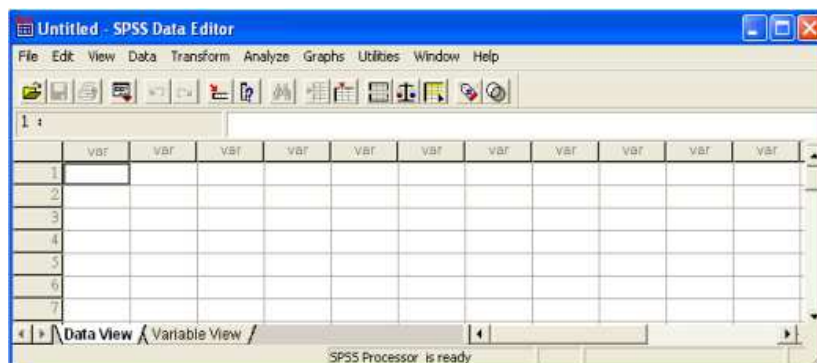 Untitled - SPSS Data Editor
File Edit View Data Transform Analyze Graphs Utilities Window Help
1 :
var var var var var var var var var var var
1
2
3
4
5
6
7
Data View Variable View
SPSS Processor is ready